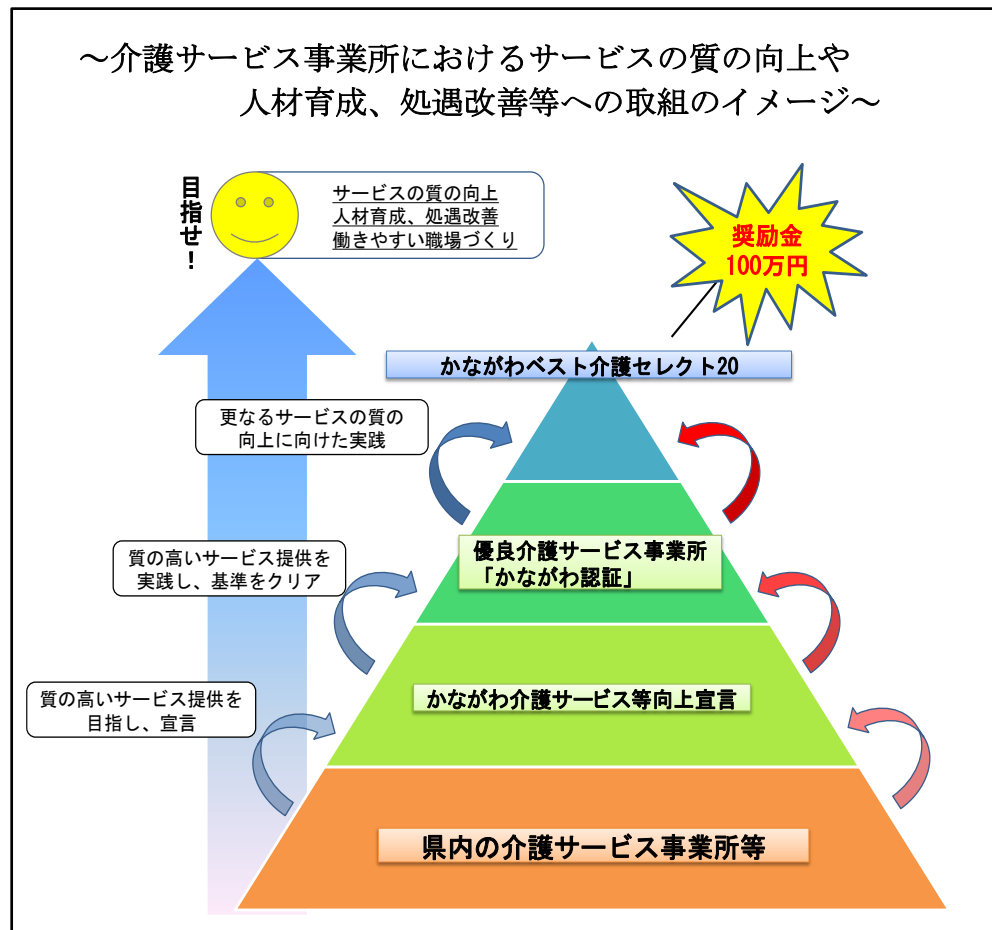 ～介護サービス事業所におけるサービスの質の向上や
人材育成、処遇改善等への取組のイメージ～
目指せ！
サービスの質の向上
人材育成、処遇改善
働きやすい職場づくり
奨励金
100万円
かながわベスト介護セレクト20
更なるサービスの質の
向上に向けた実践
優良介護サービス事業所
「かながわ認証」
質の高いサービス提供を
実践し、基準をクリア
かながわ介護サービス等向上宣言
質の高いサービス提供を
目指し、宣言
県内の介護サービス事業所等